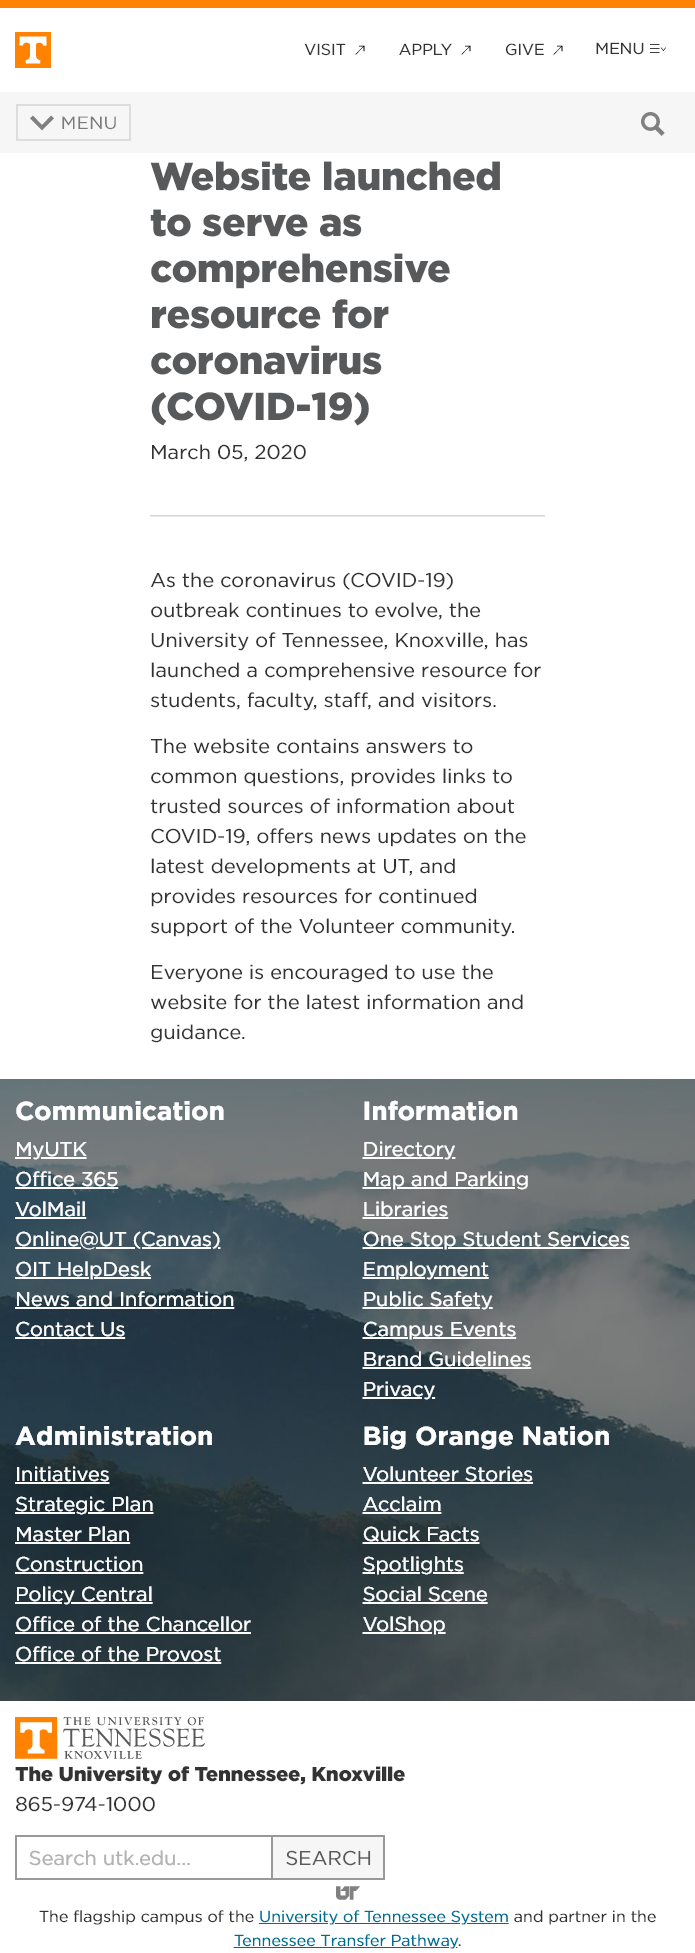 VISIT APPLY GIVE MENU
MENU
Website launched
to serve as
comprehensive
resource for
coronavirus
(COVID-19)
March 05, 2020
As the coronavirus (COVID-19)
outbreak continues to evolve, the
University of Tennessee, Knoxville, has
launched a comprehensive resource for
students, faculty, staff, and visitors.
The website contains answers to
common questions, provides links to
trusted sources of information about
COVID-19, offers news updates on the
latest developments at UT, and
provides resources for continued
support of the Volunteer community.
Everyone is encouraged to use the
website for the latest information and
guidance.
Communication
MyUTK
Office 365
VolMail
Online@UT (Canvas)
OIT HelpDesk
News and Information
Contact Us
Information
Directory
Map and Parking
Libraries
One Stop Student Services
Employment
Public Safety
Campus Events
Brand Guidelines
Privacy
Administration
Initiatives
Strategic Plan
Master Plan
Construction
Policy Central
Office of the Chancellor
Office of the Provost
Big Orange Nation
Volunteer Stories
Acclaim
Quick Facts
Spotlights
Social Scene
VolShop
T THE UNIVERSITY OF
TENNESSEE
KNOXVILLE
The University of Tennessee, Knoxville
865-974-1000
Search utk.edu... SEARCH
UT
The flagship campus of the University of Tennessee System and partner in the
Tennessee Transfer Pathway.